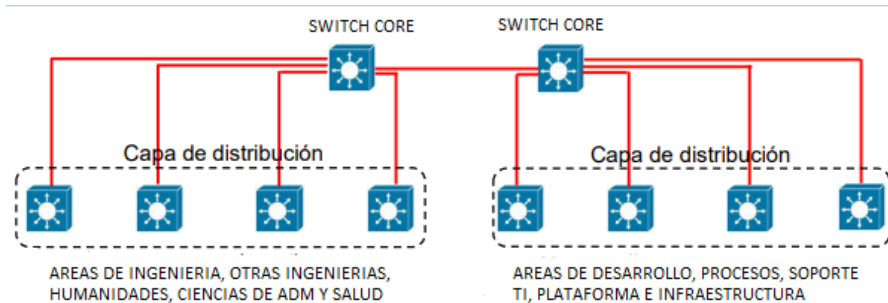 SWITCH CORE
SWITCH CORE
Capa de distribución
Capa de distribución
AREAS DE INGENIERIA, OTRAS INGENIERIAS,
HUMANIDADES, CIENCIAS DE ADM Y SALUD
AREAS DE DESARROLLO, PROCESOS, SOPORTE
TI, PLATAFORMA E INFRAESTRUCTURA